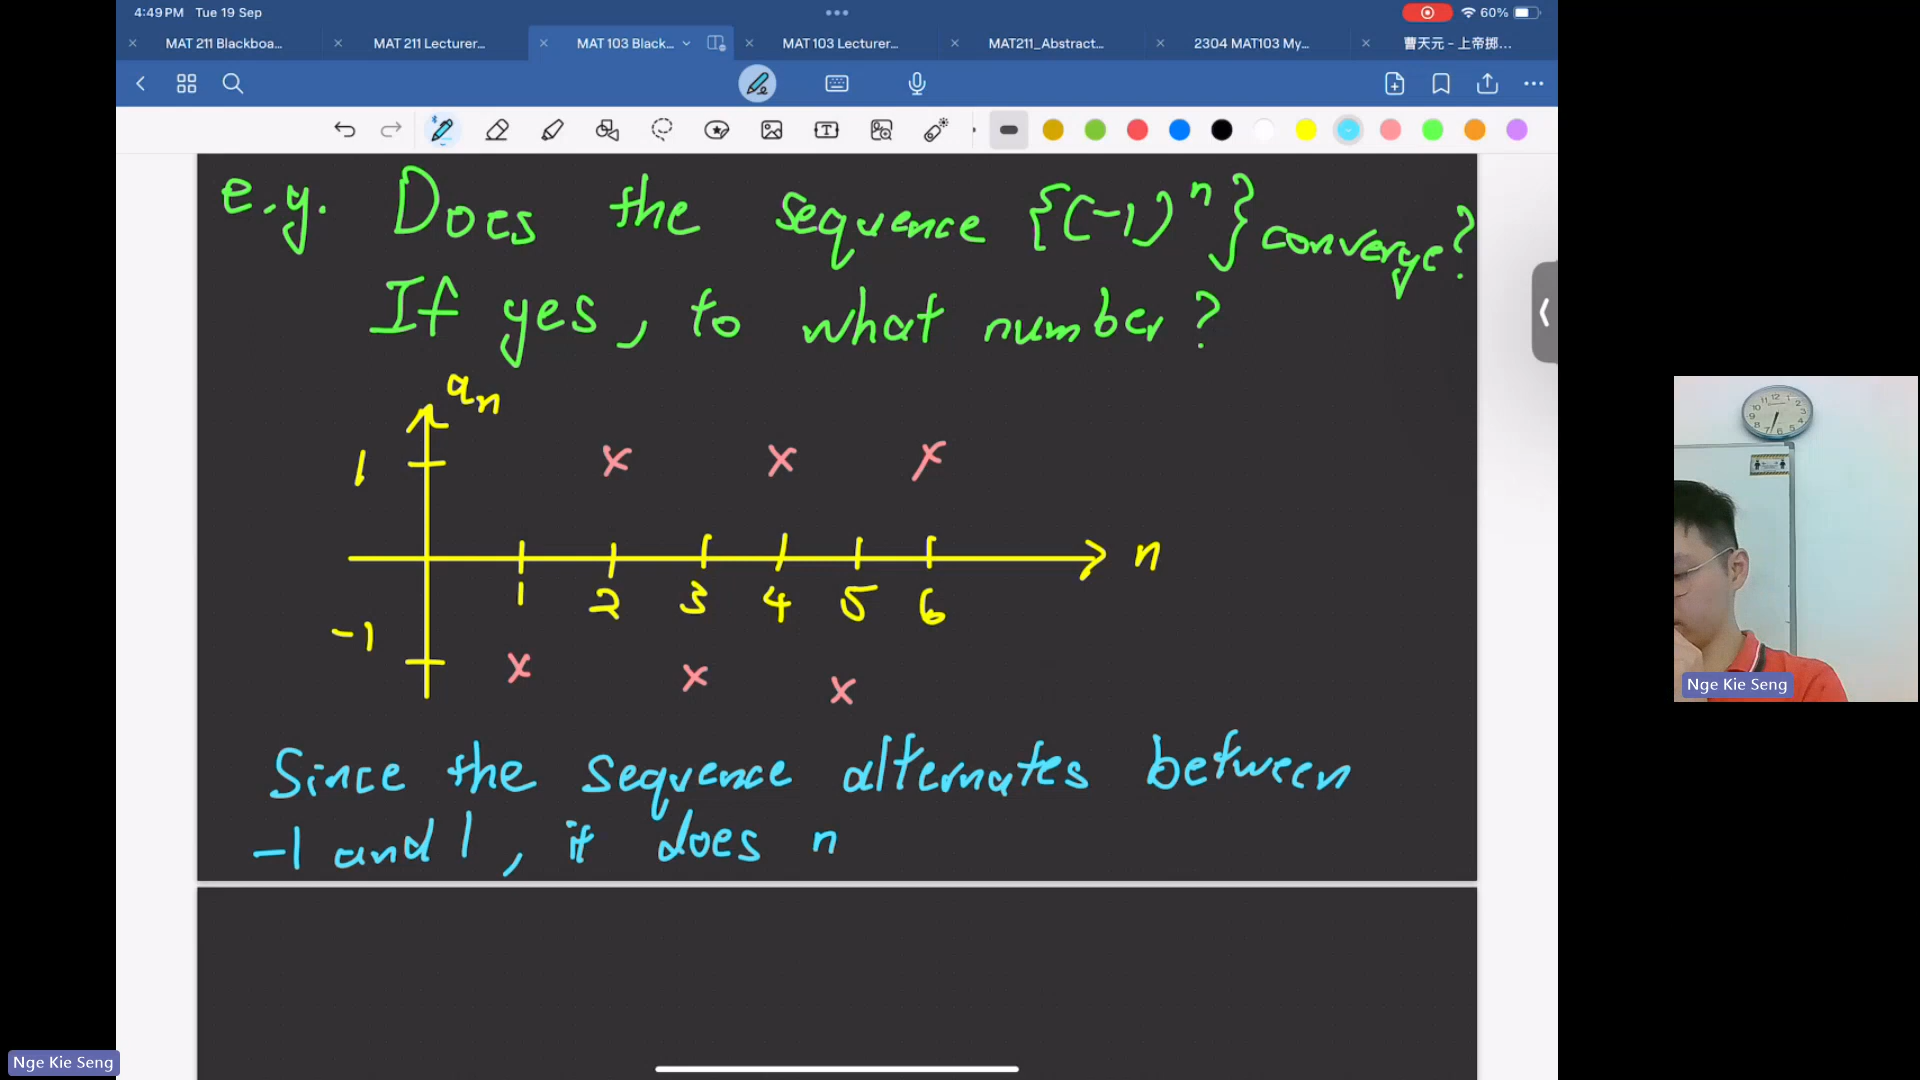 4:49 PM Tue 19 Sep
60%
MAT 211 Blackboa...
MAT 211 Lecturer...
MAT 103 Black...
MAT 103 Lecturer...
MAT211_Abstract...
2304 MAT103 My...
曹天元 - 上帝掷...
e.g. Does the sequence {(-1)^n} converge?
If yes, to what number?
a_n
1
n
1 2 3 4 5 6
-1
Since the sequence alternates between
-1 and 1, it does n
Nge Kie Seng
Nge Kie Seng